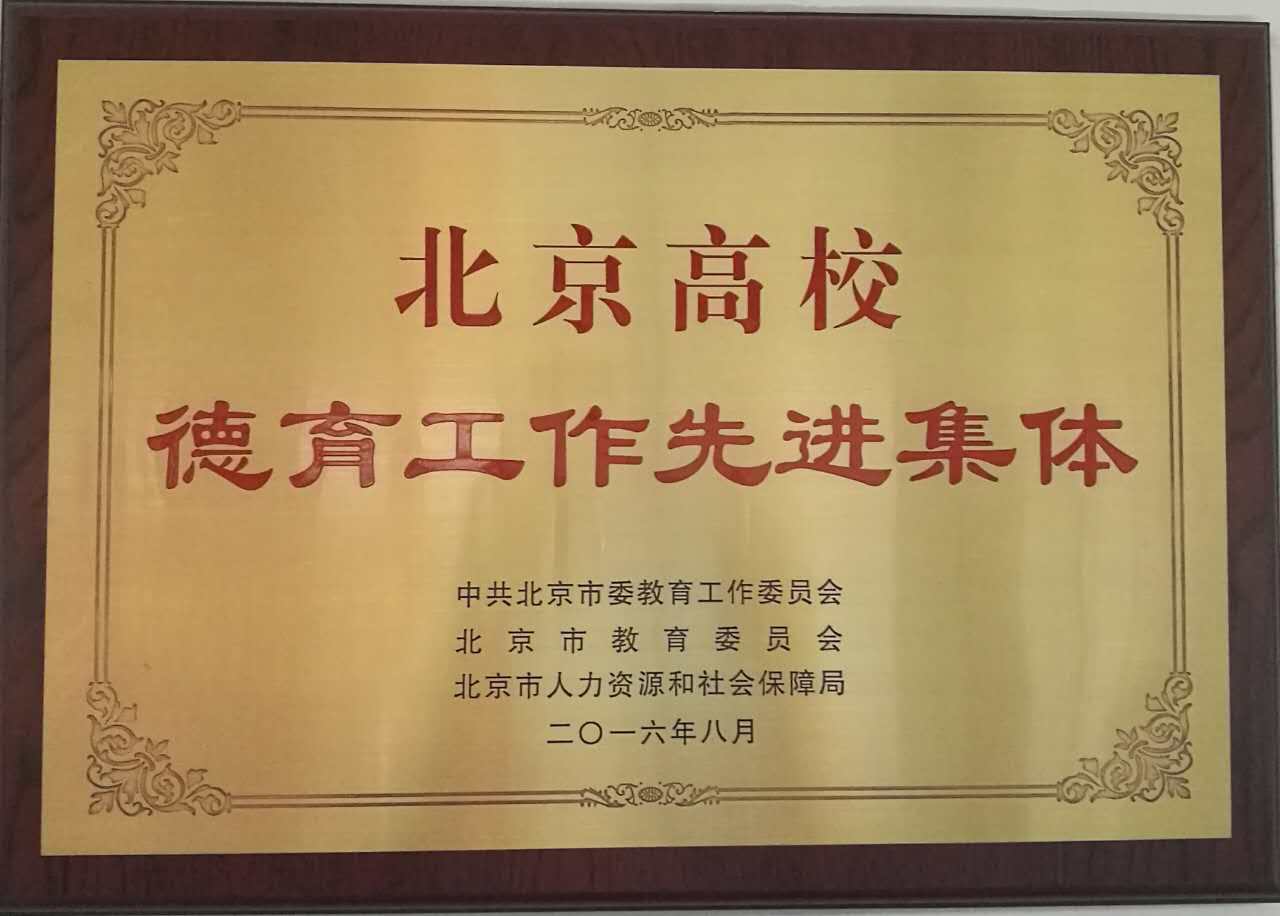 北京高校
德育工作先进集体
中共北京市委教育工作委员会
北京市教育委员会
北京市人力资源和社会保障局
二〇一六年八月